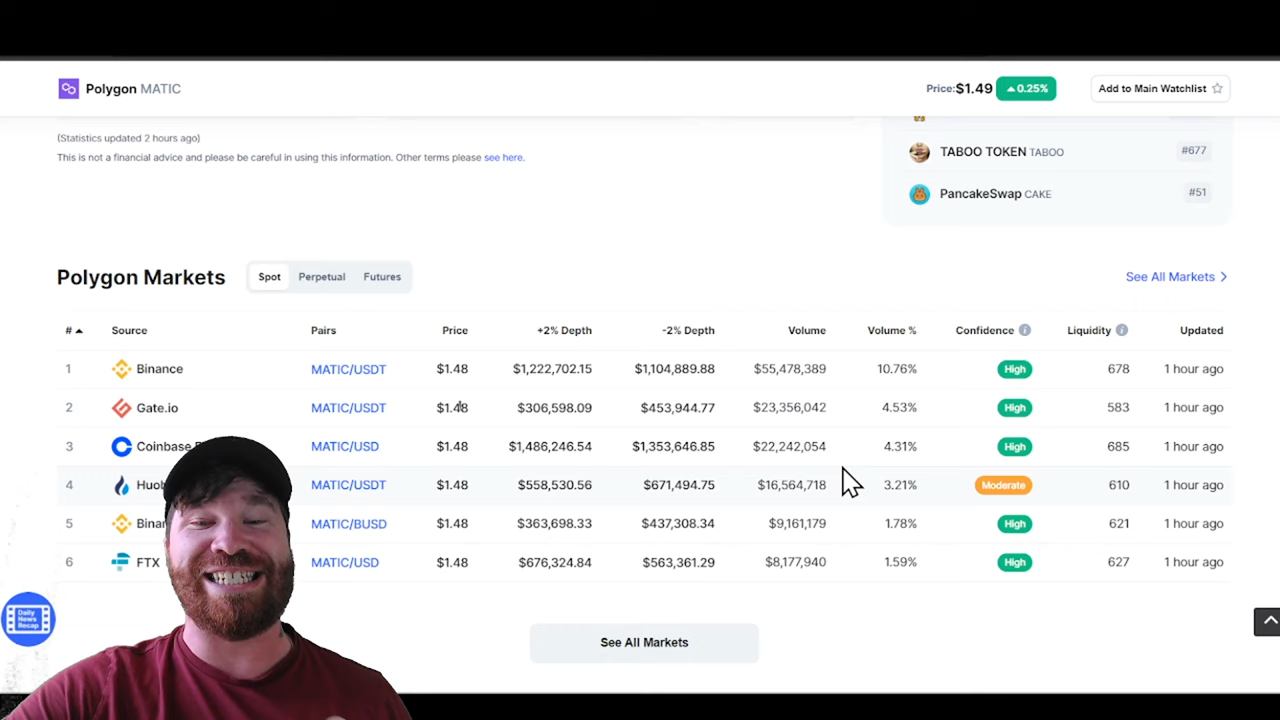 Polygon MATIC
Price:$1.49 0.25% Add to Main Watchlist
(Statistics updated 2 hours ago)
This is not a financial advice and please be careful in using this information. Other terms please see here.
TABOO TOKEN TABOO #677
PancakeSwap CAKE #51
Polygon Markets Spot Perpetual Futures See All Markets
# Source Pairs Price +2% Depth -2% Depth Volume Volume % Confidence Liquidity Updated
1 Binance MATIC/USDT $1.48 $1,222,702.15 $1,104,889.88 $55,478,389 10.76% High 678 1 hour ago
2 Gate.io MATIC/USDT $1.48 $306,598.09 $453,944.77 $23,356,042 4.53% High 583 1 hour ago
3 Coinbase MATIC/USD $1.48 $1,486,246.54 $1,353,646.85 $22,242,054 4.31% High 685 1 hour ago
4 MATIC/USDT $1.48 $558,530.56 $671,494.75 $16,564,718 3.21% Moderate 610 1 hour ago
5 MATIC/BUSD $1.48 $363,698.33 $437,308.34 $9,161,179 1.78% High 621 1 hour ago
6 FTX MATIC/USD $1.48 $676,324.84 $563,361.29 $8,177,940 1.59% High 627 1 hour ago
Daily
News
Recap
See All Markets